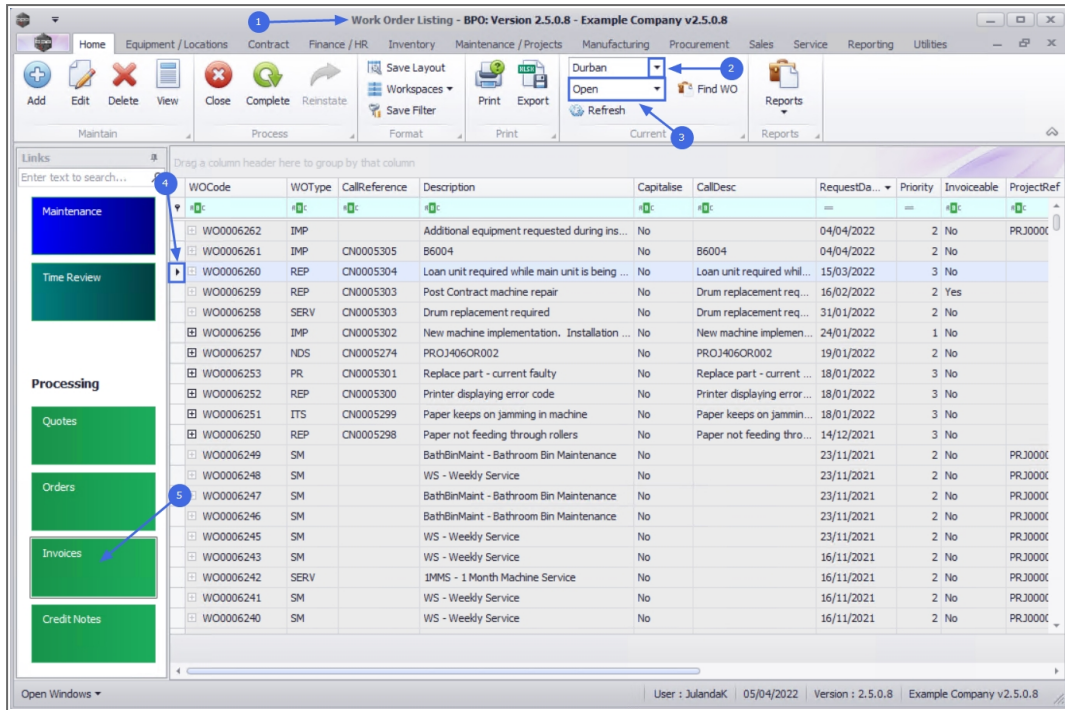 1
Work Order Listing - BPO: Version 2.5.0.8 - Example Company v2.5.0.8
Home Equipment / Locations Contract Finance / HR Inventory Maintenance / Projects Manufacturing Procurement Sales Service Reporting Utilities
Add Edit Delete View
Close Complete Reinstate
Save Layout
Workspaces
Save Filter
Print Export
Durban
Open
Refresh
Find WO
Reports
2
3
Maintain Process Format Print Current Reports
Links
Enter text to search...
Maintenance
Time Review
Processing
Quotes
Orders
Invoices
Credit Notes
4
5
Drag a column header here to group by that column
WOCode WOType CallReference Description Capitalise CallDesc RequestDa... Priority Invoiceable ProjectRef
WO0006262 IMP Additional equipment requested during ins... No 04/04/2022 2 No PRJ0000
WO0006261 IMP CN0005305 B6004 No B6004 04/04/2022 2 No
WO0006260 REP CN0005304 Loan unit required while main unit is being ... No Loan unit required whil... 15/03/2022 3 No
WO0006259 REP CN0005303 Post Contract machine repair No Drum replacement req... 16/02/2022 2 Yes
WO0006258 SERV CN0005303 Drum replacement required No Drum replacement req... 31/01/2022 2 No
WO0006256 IMP CN0005302 New machine implementation. Installation ... No New machine implemen... 24/01/2022 1 No
WO0006257 NDS CN0005274 PROJ406OR002 No PROJ406OR002 19/01/2022 2 No
WO0006253 PR CN0005301 Replace part - current faulty No Replace part - current ... 18/01/2022 3 No
WO0006252 REP CN0005300 Printer displaying error code No Printer displaying error... 18/01/2022 3 No
WO0006251 ITS CN0005299 Paper keeps on jamming in machine No Paper keeps on jammin... 18/01/2022 3 No
WO0006250 REP CN0005298 Paper not feeding through rollers No Paper not feeding thro... 14/12/2021 3 No
WO0006249 SM BathBinMaint - Bathroom Bin Maintenance No 23/11/2021 2 No PRJ0000
WO0006248 SM WS - Weekly Service No 23/11/2021 2 No PRJ0000
WO0006247 SM BathBinMaint - Bathroom Bin Maintenance No 23/11/2021 2 No PRJ0000
WO0006246 SM BathBinMaint - Bathroom Bin Maintenance No 23/11/2021 2 No PRJ0000
WO0006245 SM WS - Weekly Service No 23/11/2021 2 No PRJ0000
WO0006243 SM WS - Weekly Service No 16/11/2021 2 No PRJ0000
WO0006242 SERV 1MMS - 1 Month Machine Service No 16/11/2021 2 No PRJ0000
WO0006241 SM WS - Weekly Service No 16/11/2021 2 No PRJ0000
WO0006240 SM WS - Weekly Service No 16/11/2021 2 No PRJ0000
Open Windows User : JulandaK 05/04/2022 Version : 2.5.0.8 Example Company v2.5.0.8